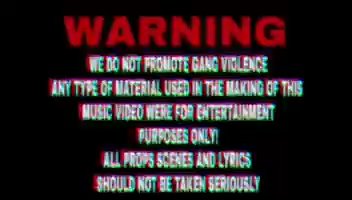 WARNING
WE DO NOT PROMOTE GANG VIOLENCE
ANY TYPE OF MATERIAL USED IN THE MAKING OF THIS
MUSIC VIDEO WERE FOR ENTERTAINMENT
PURPOSES ONLY!
ALL PROPS SCENES AND LYRICS
SHOULD NOT BE TAKEN SERIOUSLY